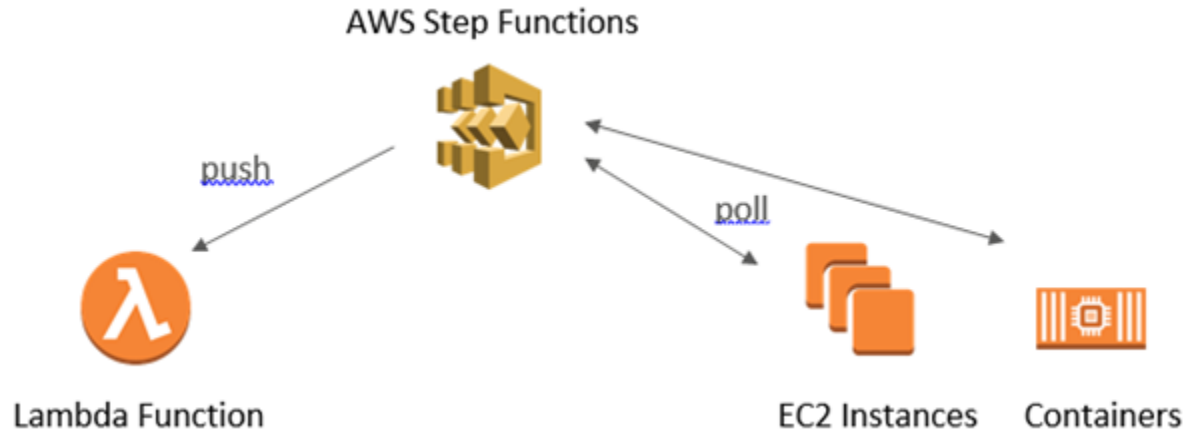 AWS Step Functions
push
poll
Lambda Function
EC2 Instances
Containers